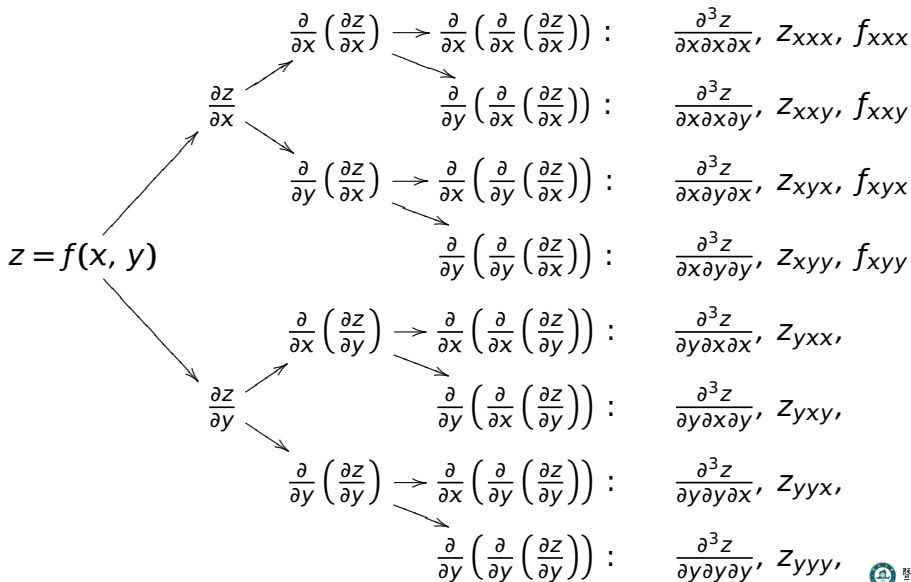 ∂/∂x (∂z/∂x) → ∂/∂x (∂/∂x (∂z/∂x)) : ∂³z/∂x∂x∂x, z_xxx, f_xxx
∂z/∂x ∂/∂y (∂/∂x (∂z/∂x)) : ∂³z/∂x∂x∂y, z_xxy, f_xxy
∂/∂y (∂z/∂x) → ∂/∂x (∂/∂y (∂z/∂x)) : ∂³z/∂x∂y∂x, z_xyx, f_xyx
z = f(x, y) ∂/∂y (∂/∂y (∂z/∂x)) : ∂³z/∂x∂y∂y, z_xyy, f_xyy
∂/∂x (∂z/∂y) → ∂/∂x (∂/∂x (∂z/∂y)) : ∂³z/∂y∂x∂x, z_yxx,
∂z/∂y ∂/∂y (∂/∂x (∂z/∂y)) : ∂³z/∂y∂x∂y, z_yxy,
∂/∂y (∂z/∂y) → ∂/∂x (∂/∂y (∂z/∂y)) : ∂³z/∂y∂y∂x, z_yyx,
∂/∂y (∂/∂y (∂z/∂y)) : ∂³z/∂y∂y∂y, z_yyy,